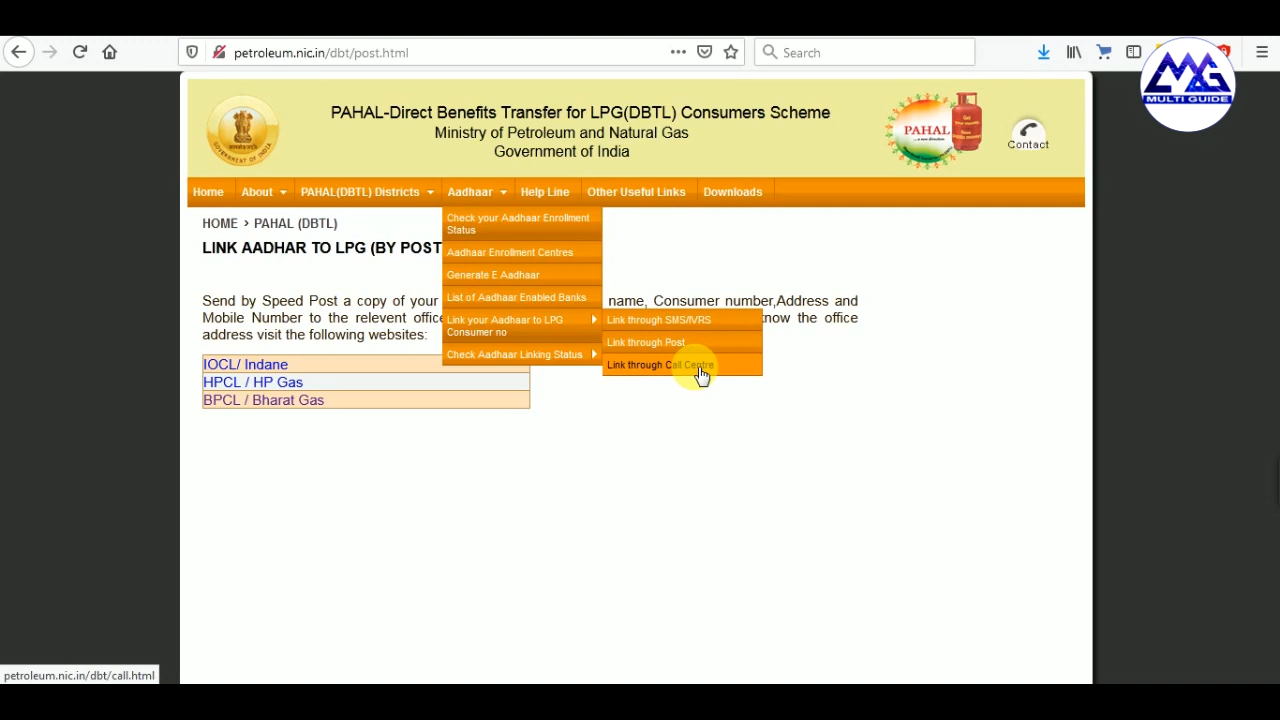 petroleum.nic.in/dbt/post.html
Search
MULTI GUIDE
PAHAL-Direct Benefits Transfer for LPG(DBTL) Consumers Scheme
Ministry of Petroleum and Natural Gas
Government of India
GOVERNMENT OF INDIA
PAHAL
Contact
Home About PAHAL(DBTL) Districts Aadhaar Help Line Other Useful Links Downloads
HOME > PAHAL (DBTL)
LINK AADHAR TO LPG (BY POST
Check your Aadhaar Enrollment
Status
Aadhaar Enrollment Centres
Generate E Aadhaar
List of Aadhaar Enabled Banks
Link your Aadhaar to LPG
Consumer no
Check Aadhaar Linking Status
Link through SMS/IVRS
Link through Post
Link through Call Centre
Send by Speed Post a copy of your name, Consumer number,Address and
Mobile Number to the relevent know the office
address visit the following websites:
IOCL/ Indane
HPCL / HP Gas
BPCL / Bharat Gas
petroleum.nic.in/dbt/call.html